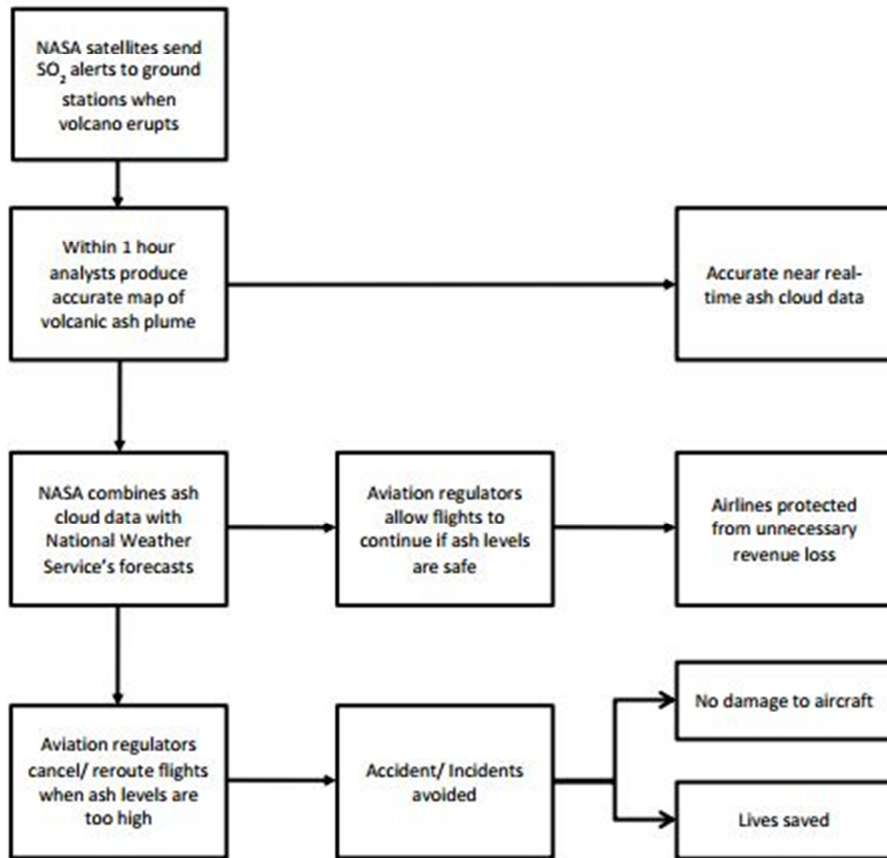 NASA satellites send
SO₂ alerts to ground
stations when
volcano erupts
Within 1 hour
analysts produce
accurate map of
volcanic ash plume
Accurate near real-
time ash cloud data
NASA combines ash
cloud data with
National Weather
Service's forecasts
Aviation regulators
allow flights to
continue if ash levels
are safe
Airlines protected
from unnecessary
revenue loss
Aviation regulators
cancel/ reroute flights
when ash levels are
too high
Accident/ Incidents
avoided
No damage to aircraft
Lives saved